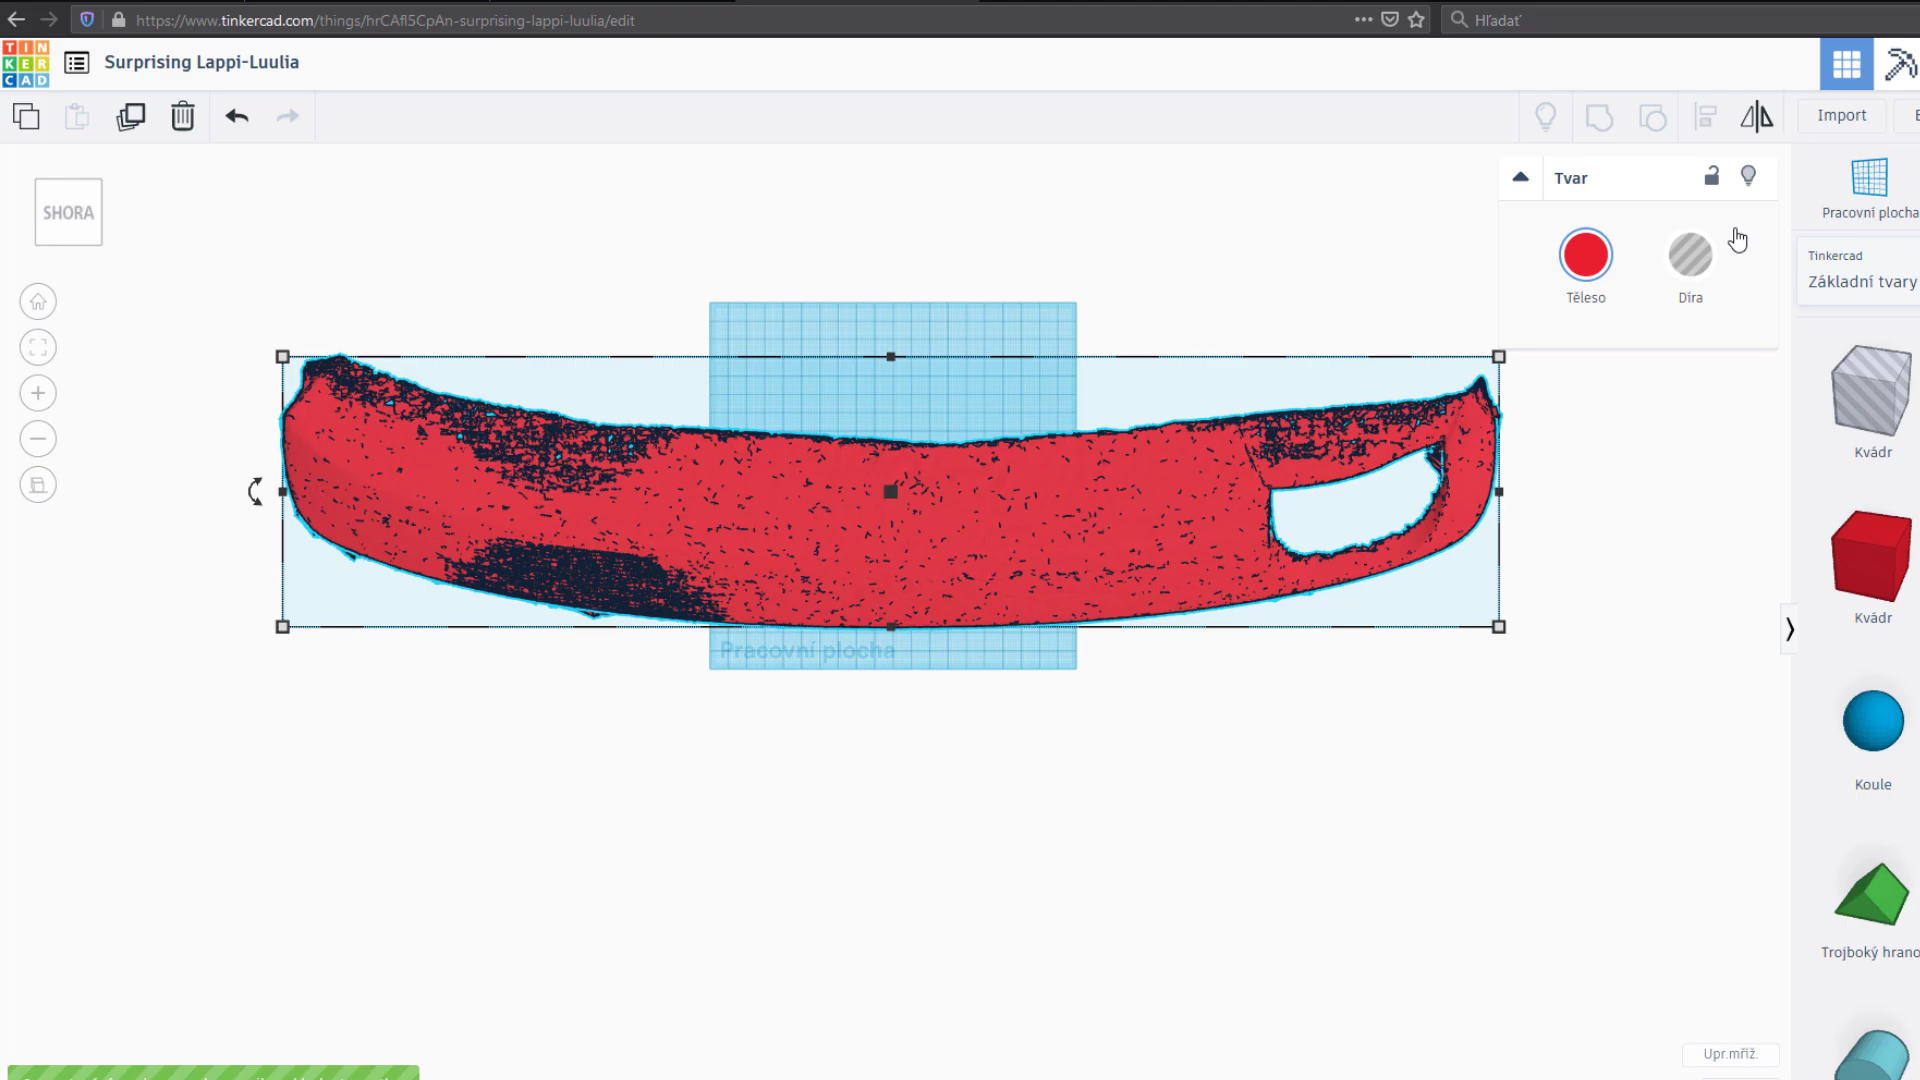 https://www.tinkercad.com/things/hrCAfl5CpAn-surprising-lappi-luulia/edit
Hľadať
TIN
KER
CAD
Surprising Lappi-Luulia
Import
SHORA
Tvar
Těleso
Díra
Pracovní plocha
Tinkercad
Základní tvary
Kvádr
Kvádr
Koule
Trojboký hrano
Pracovní plocha
Upr.mříž.